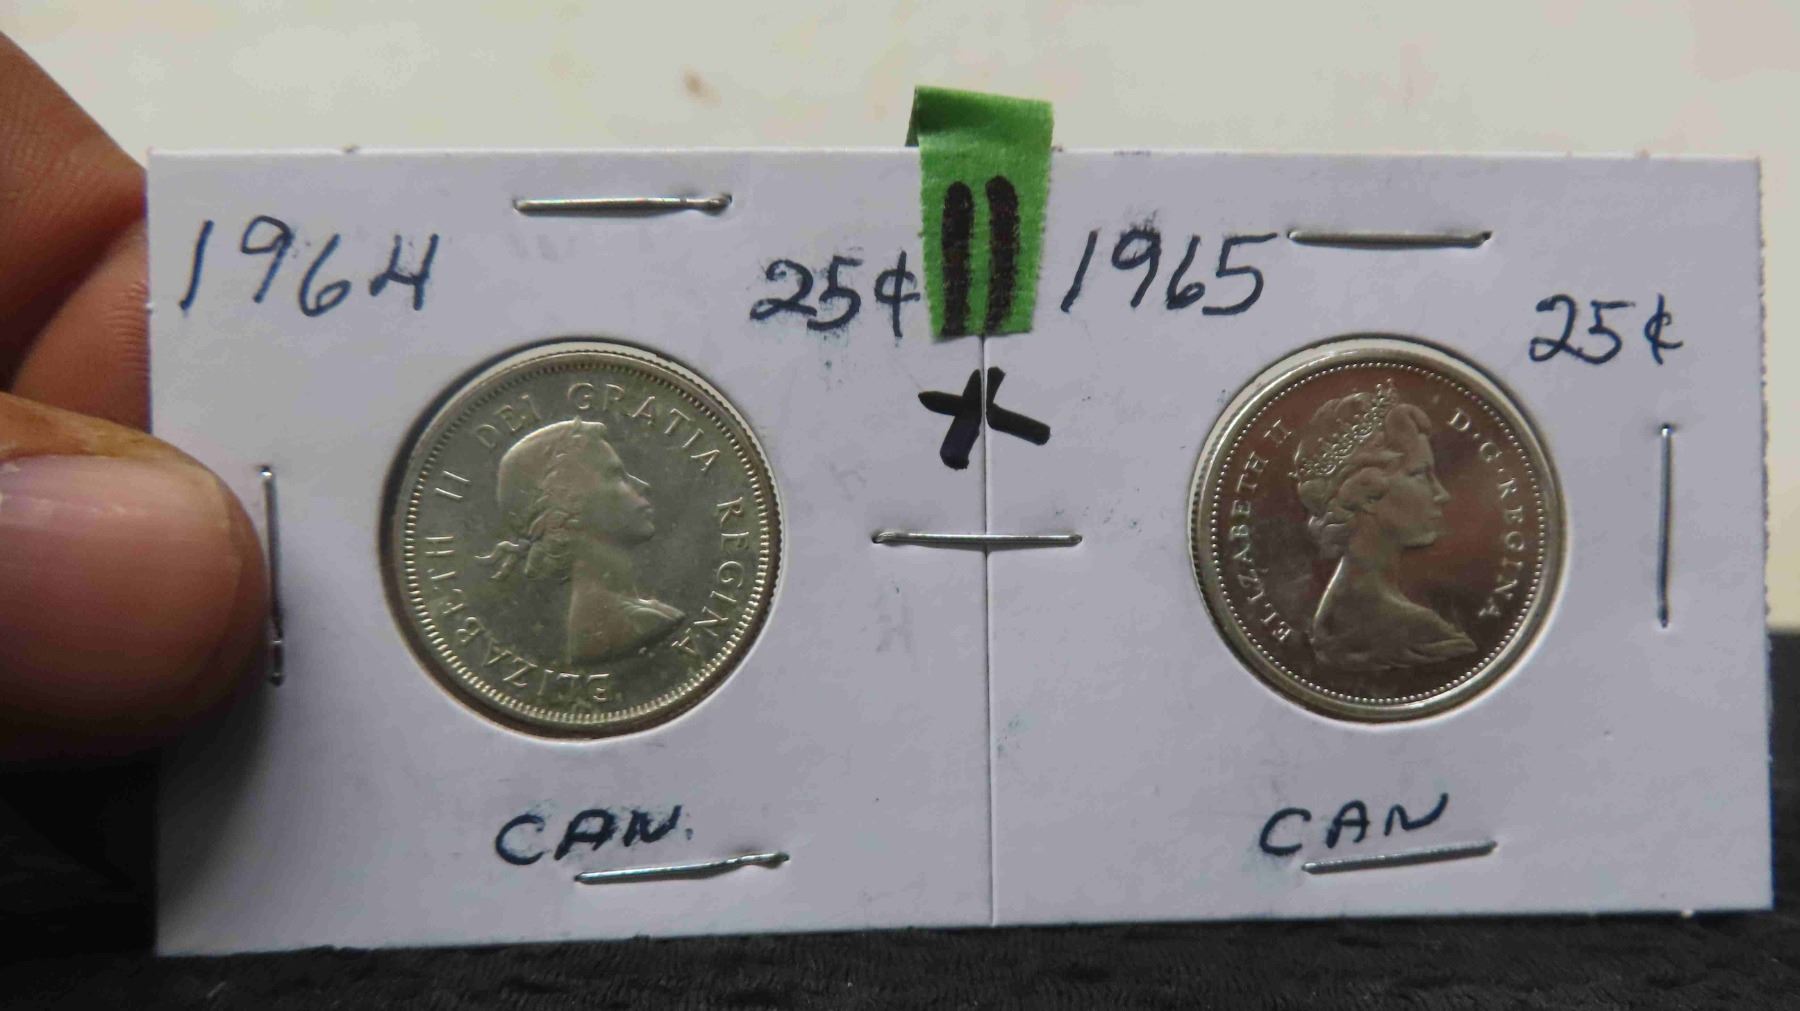 1964
25¢
11
1965
25¢
X
ELIZABETH II DEI GRATIA REGINA
ELIZABETH II D·G·REGINA
CAN.
CAN